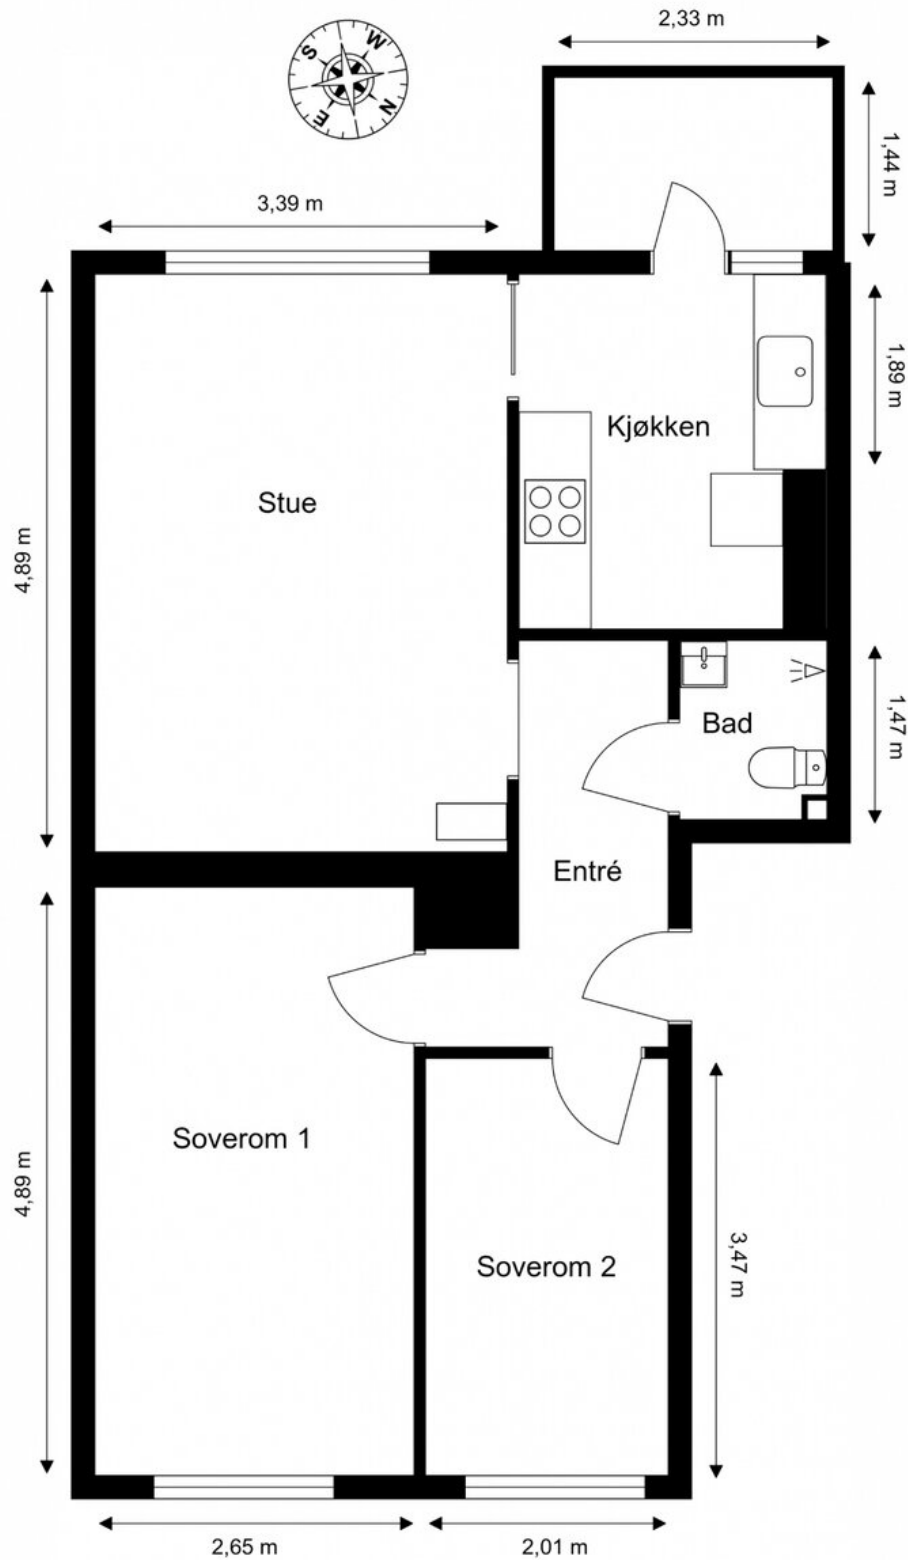 2,33 m
S
W
E
N
1,44 m
3,39 m
1,89 m
Kjøkken
Stue
4,89 m
1,47 m
Bad
Entré
Soverom 1
4,89 m
3,47 m
Soverom 2
2,65 m
2,01 m